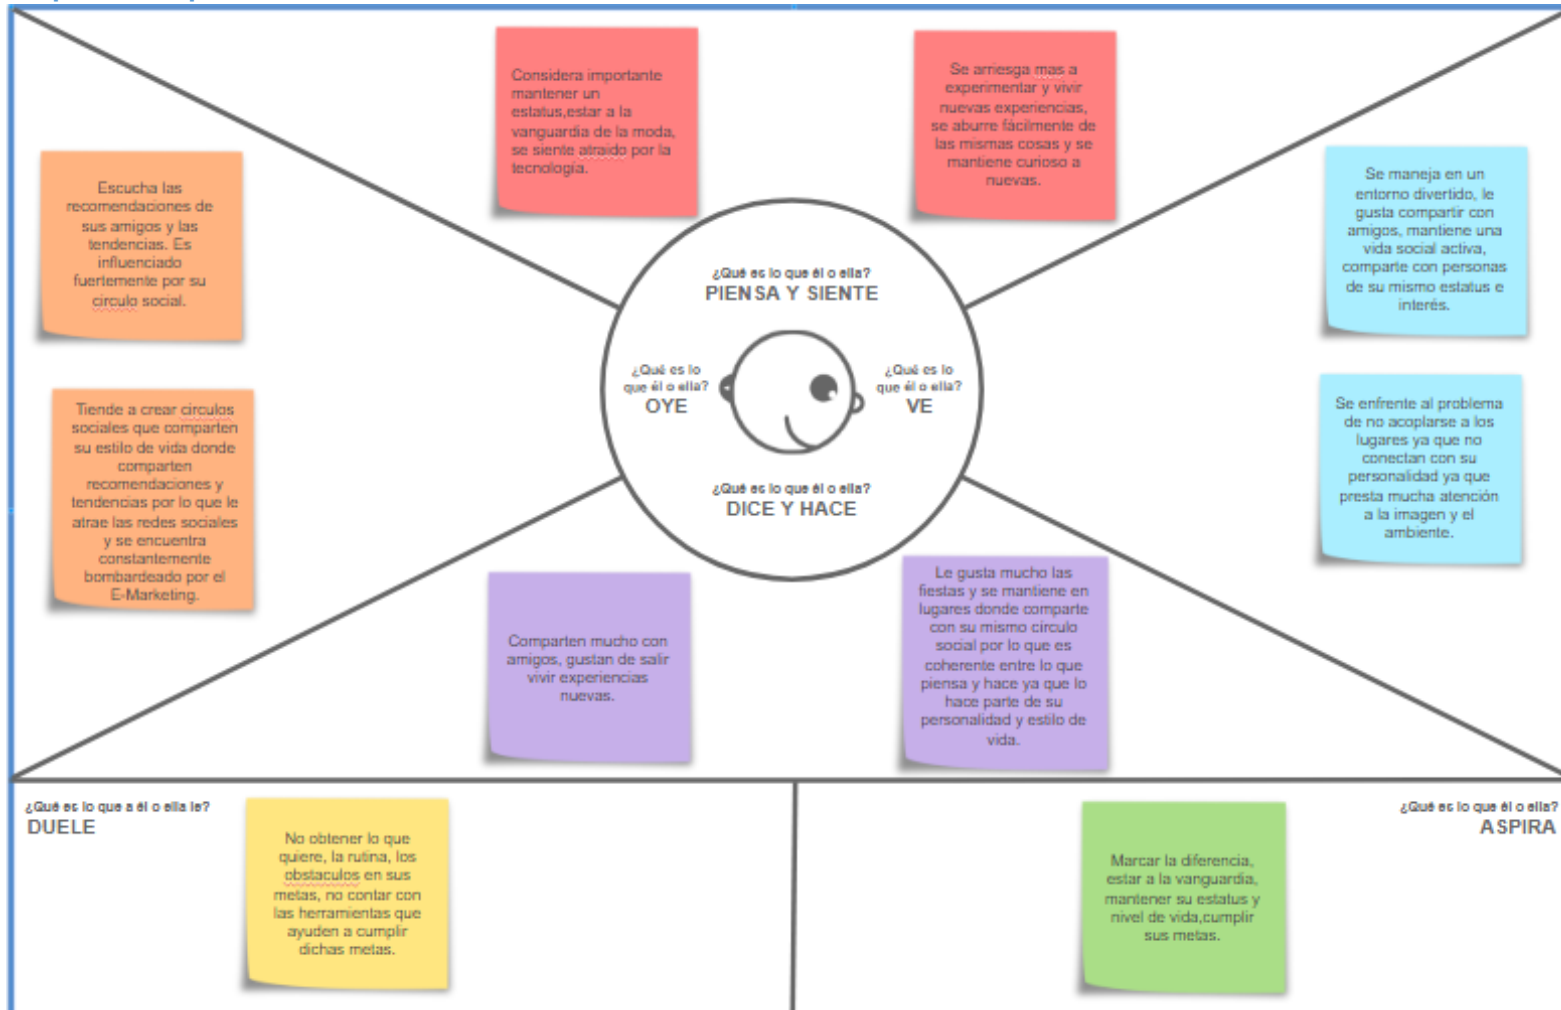 Considera importante
mantener un
estatus,estar a la
vanguardia de la moda,
se siente atraido por la
tecnología.
Se arriesga mas a
experimentar y vivir
nuevas experiencias,
se aburre fácilmente de
las mismas cosas y se
mantiene curioso a
nuevas.
Escucha las
recomendaciones de
sus amigos y las
tendencias. Es
influenciado
fuertemente por su
circulo social.
Tiende a crear circulos
sociales que comparten
su estilo de vida donde
comparten
recomendaciones y
tendencias por lo que le
atrae las redes sociales
y se encuentra
constantemente
bombardeado por el
E-Marketing.
¿Qué es lo que él o ella?
PIENSA Y SIENTE
¿Qué es lo
que él o ella?
OYE
¿Qué es lo
que él o ella?
VE
¿Qué es lo que él o ella?
DICE Y HACE
Se maneja en un
entorno divertido, le
gusta compartir con
amigos, mantiene una
vida social activa,
comparte con personas
de su mismo estatus e
interés.
Se enfrente al problema
de no acoplarse a los
lugares ya que no
conectan con su
personalidad ya que
presta mucha atención
a la imagen y el
ambiente.
Comparten mucho con
amigos, gustan de salir
vivir experiencias
nuevas.
Le gusta mucho las
fiestas y se mantiene en
lugares donde comparte
con su mismo círculo
social por lo que es
coherente entre lo que
piensa y hace ya que lo
hace parte de su
personalidad y estilo de
vida.
¿Qué es lo que a él o ella le?
DUELE
No obtener lo que
quiere, la rutina, los
obstaculos en sus
metas, no contar con
las herramientas que
ayuden a cumplir
dichas metas.
¿Qué es lo que él o ella?
ASPIRA
Marcar la diferencia,
estar a la vanguardia,
mantener su estatus y
nivel de vida,cumplir
sus metas.